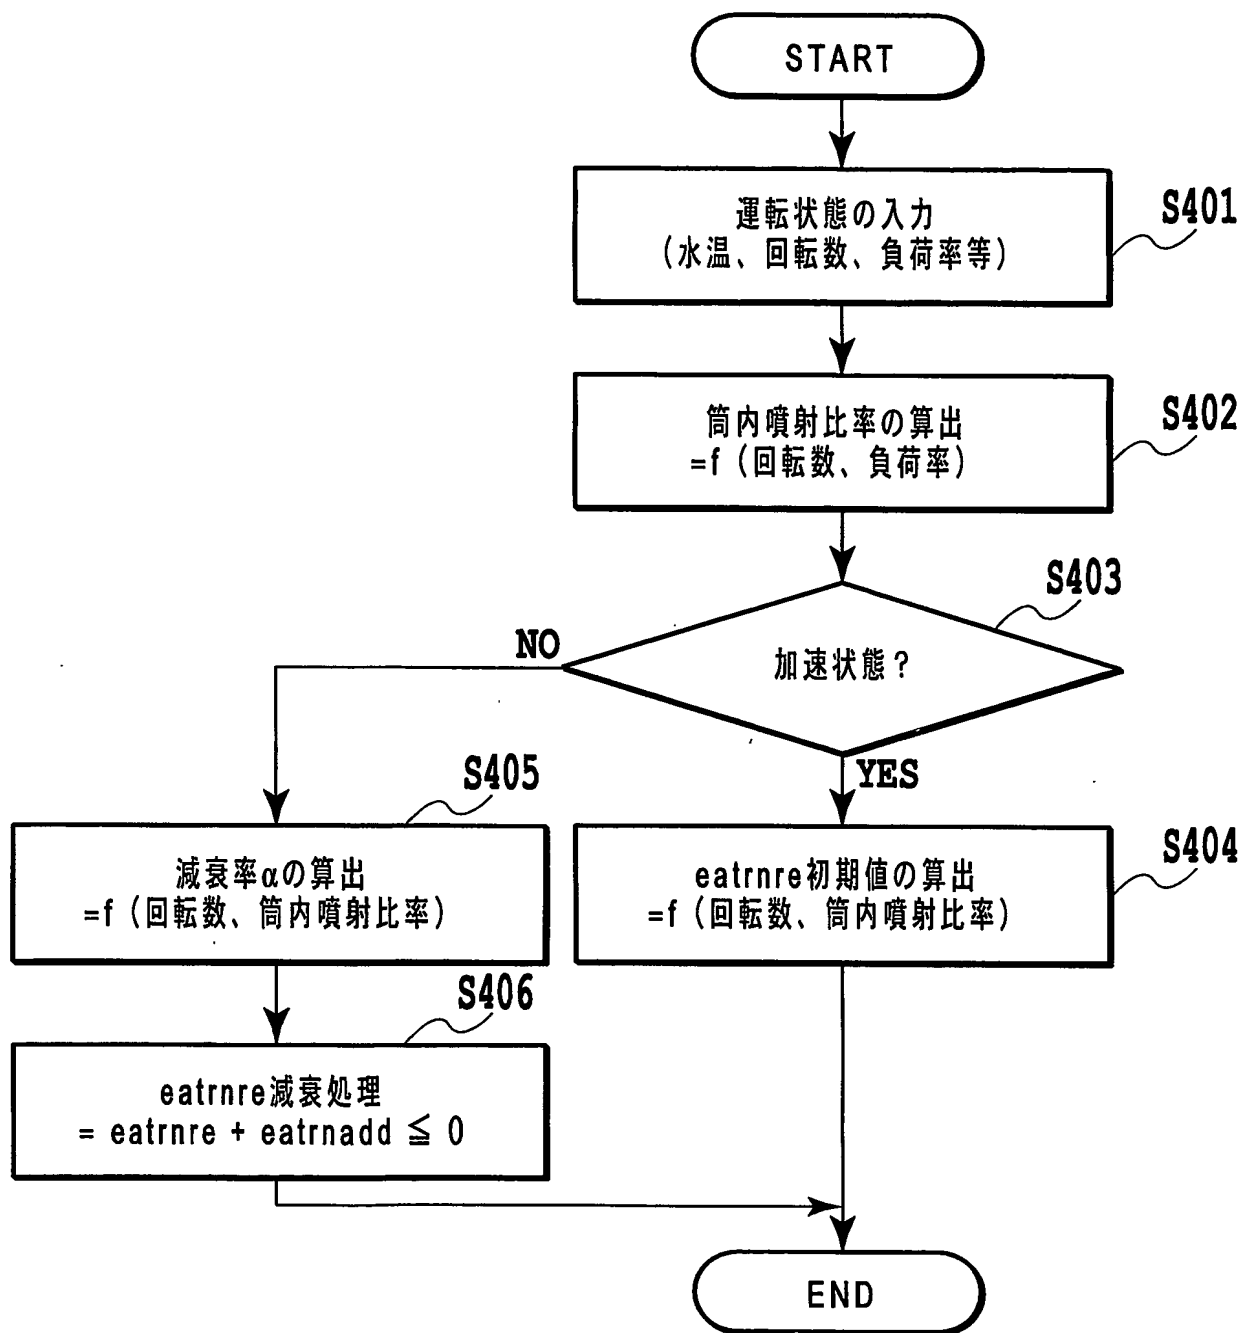 START
運転状態の入力
(水温、回転数、負荷率等)
S401
筒内噴射比率の算出
=f (回転数、負荷率)
S402
加速状態?
S403
NO
YES
減衰率αの算出
=f (回転数、筒内噴射比率)
S405
eatrnre初期値の算出
=f (回転数、筒内噴射比率)
S404
eatrnre減衰処理
= eatrnre + eatrnadd ≦ 0
S406
END